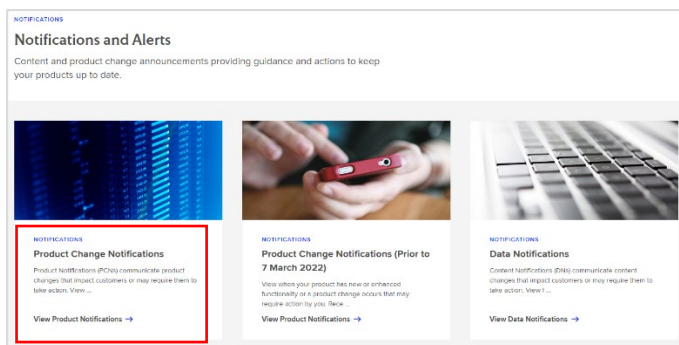 NOTIFICATIONS
Notifications and Alerts
Content and product change announcements providing guidance and actions to keep
your products up to date.
NOTIFICATIONS
Product Change Notifications
Product Notifications (PCNs) communicate product
changes that impact customers or may require them to
take action. View ...
View Product Notifications →
NOTIFICATIONS
Product Change Notifications (Prior to
7 March 2022)
View when your product has new or enhanced
functionality or a product change occurs that may
require action by you. Rece ...
View Product Notifications →
NOTIFICATIONS
Data Notifications
Content Notifications (DNs) communicate content
changes that impact customers or may require them to
take action. View t ...
View Data Notifications →